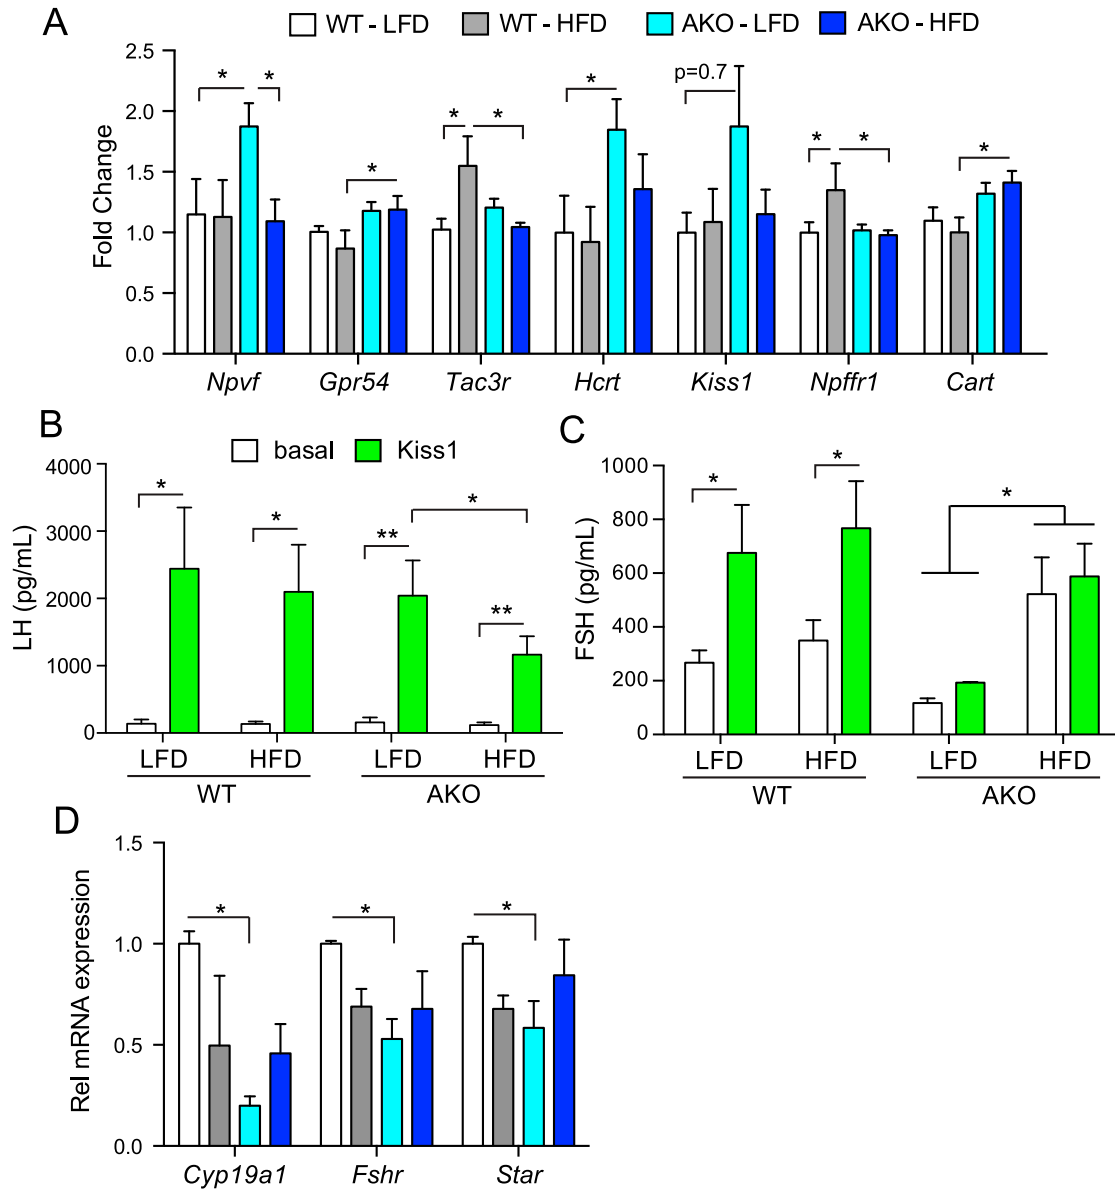 A
WT - LFD WT - HFD AKO - LFD AKO - HFD
Fold Change
2.5
2.0
1.5
1.0
0.5
0.0
* * * * * * p=0.7 * * *
Npvf Gpr54 Tac3r Hcrt Kiss1 Npffr1 Cart
B
basal Kiss1
LH (pg/mL)
4000
3000
2000
1000
0
* * ** * **
LFD HFD LFD HFD
WT AKO
C
FSH (pg/mL)
1000
800
600
400
200
0
* * *
LFD HFD LFD HFD
WT AKO
D
Rel mRNA expression
1.5
1.0
0.5
0.0
* * *
Cyp19a1 Fshr Star